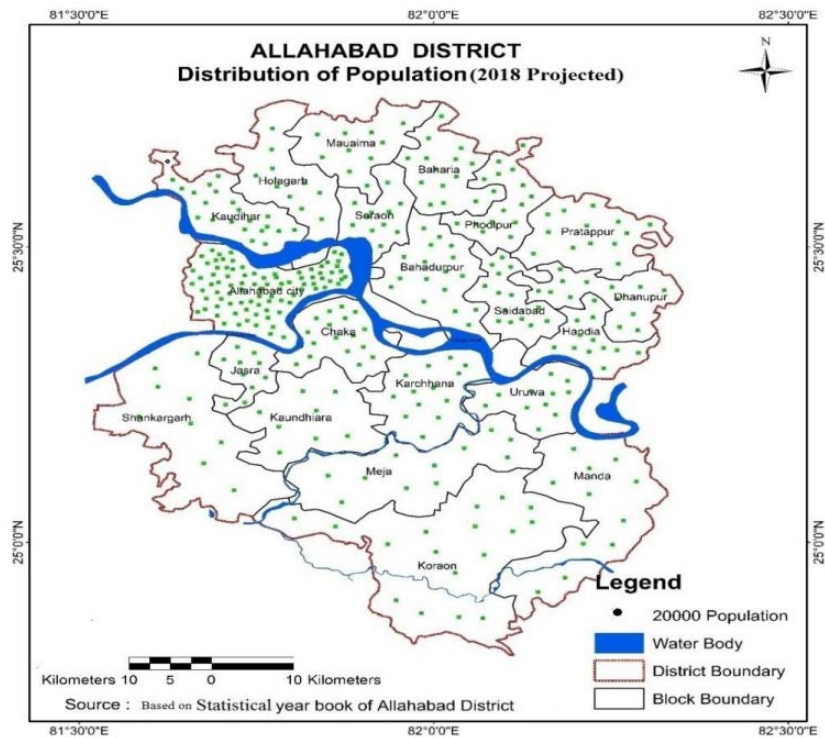 81°30'0"E 82°0'0"E 82°30'0"E
ALLAHABAD DISTRICT
Distribution of Population (2018 Projected)
N
Mauaima
Baharia
Holagarh
Kaudihar
Soraon
Phoolpur
Pratappur
25°30'0"N 25°30'0"N
Bahadurpur
Allahabad city
Dhanupur
Saidabad
Chaka
Handia
Jasra
Karchhana
Uruwa
Shankargarh
Kaundhiara
Meja
Manda
25°0'0"N 25°0'0"N
Koraon
Legend
20000 Population
Water Body
District Boundary
Block Boundary
Kilometers 10 5 0 10 Kilometers
Source : Based on Statistical year book of Allahabad District
81°30'0"E 82°0'0"E 82°30'0"E